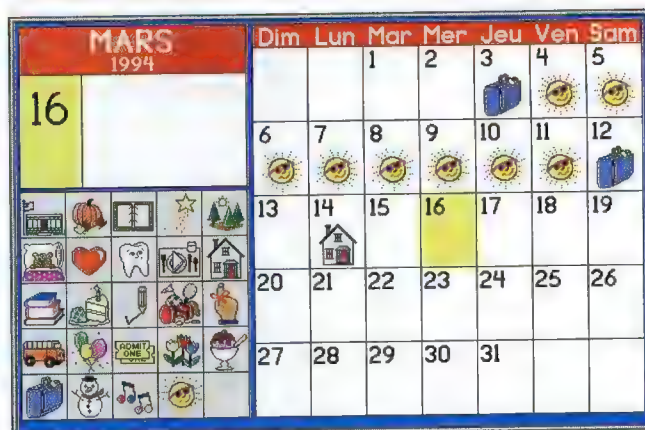 MARS
1994
16
ADMIT
ONE
Dim Lun Mar Mer Jeu Ven Sam
1 2 3 4 5
6 7 8 9 10 11 12
13 14 15 16 17 18 19
20 21 22 23 24 25 26
27 28 29 30 31